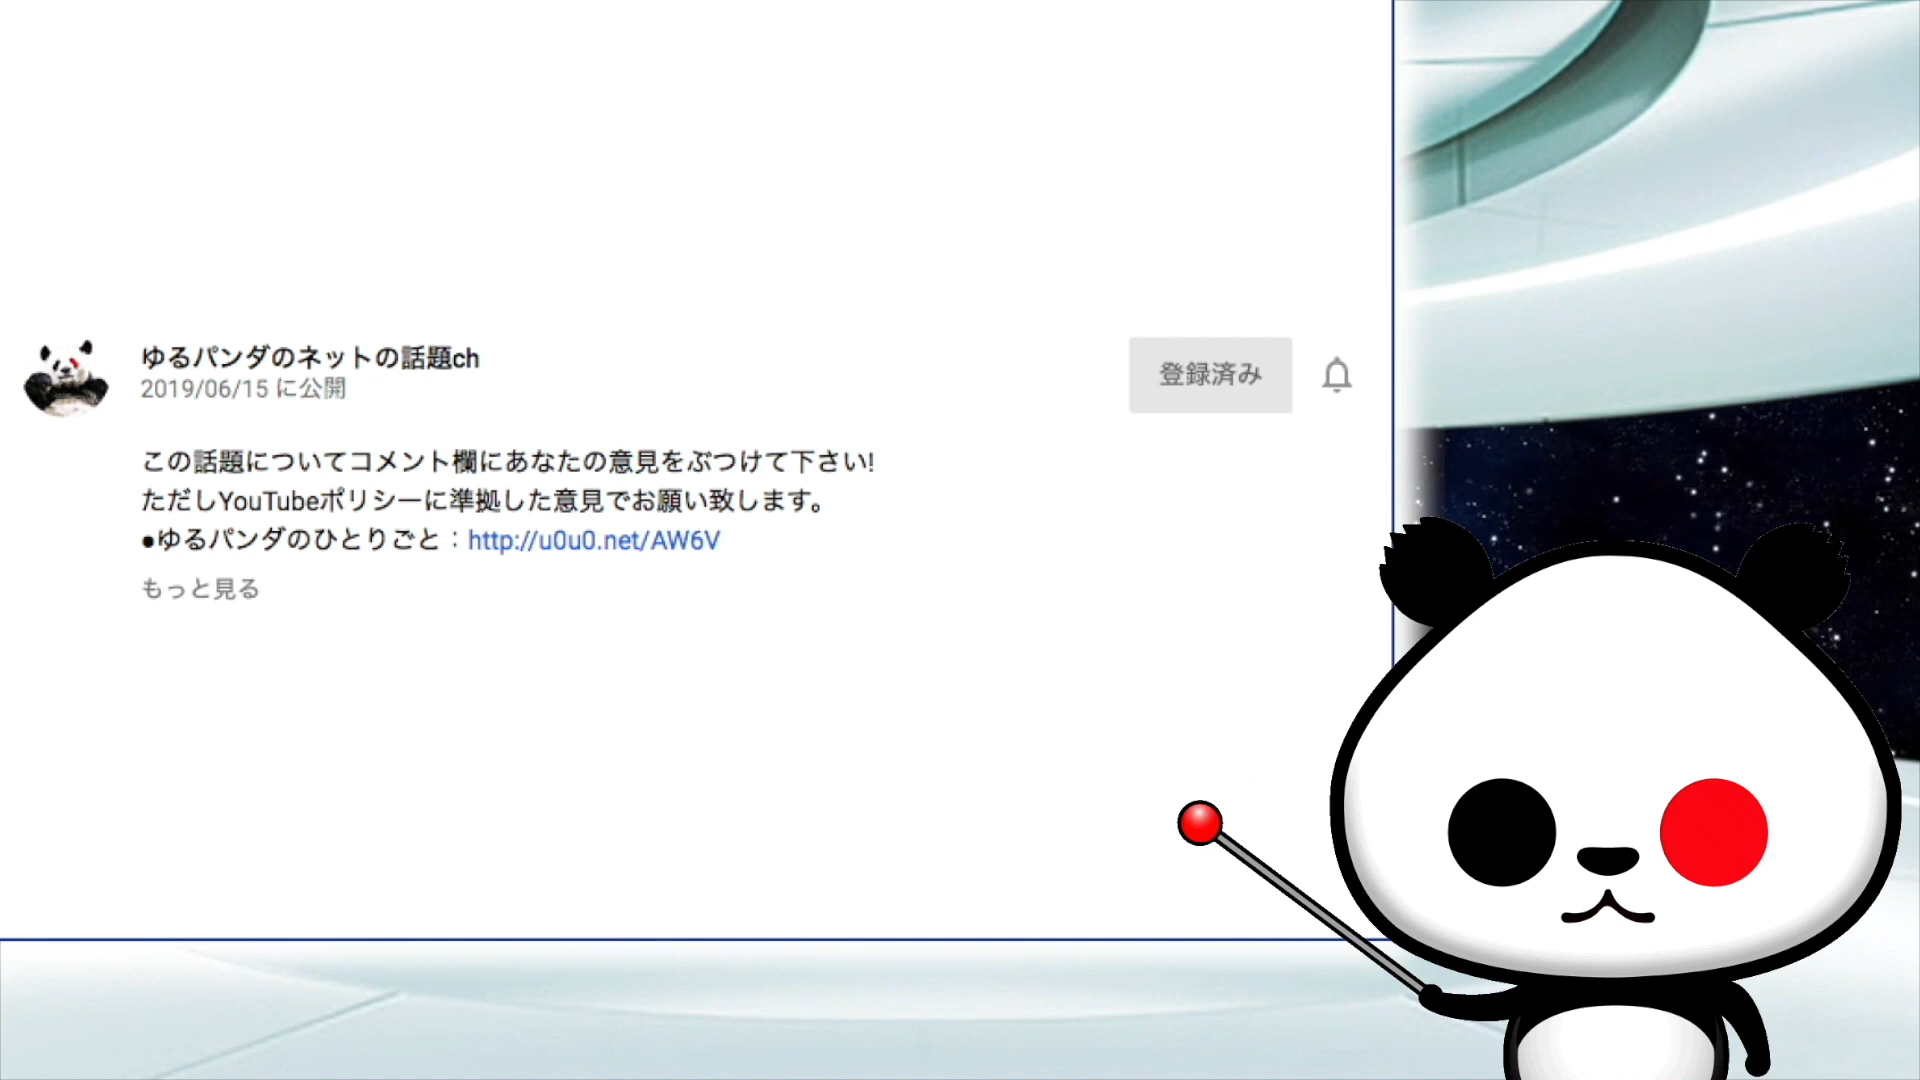 ゆるパンダのネットの話題ch
2019/06/15 に公開
登録済み
この話題についてコメント欄にあなたの意見をぶつけて下さい!
ただしYouTubeポリシーに準拠した意見でお願い致します。
●ゆるパンダのひとりごと：http://u0u0.net/AW6V
もっと見る